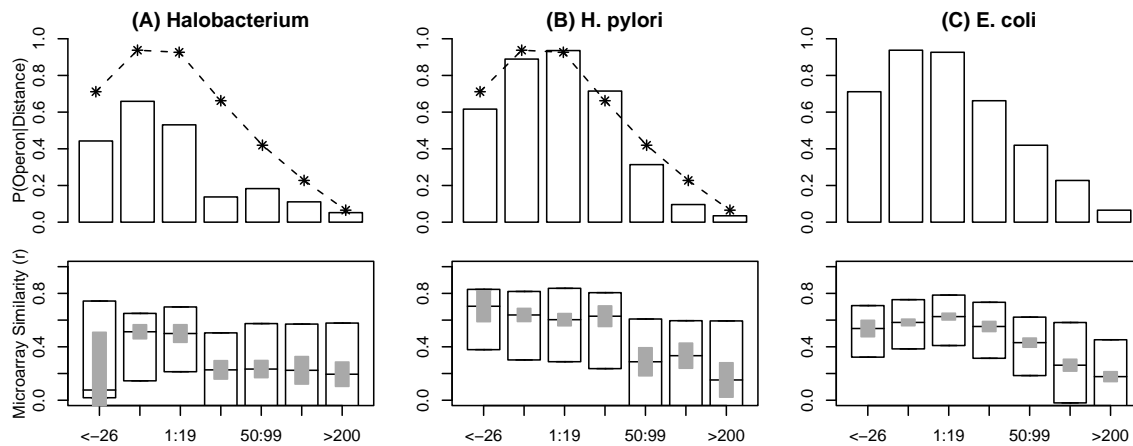 (A) Halobacterium
(B) H. pylori
(C) E. coli
P(Operon|Distance)
0.0 0.2 0.4 0.6 0.8 1.0
0.0 0.2 0.4 0.6 0.8 1.0
0.0 0.2 0.4 0.6 0.8 1.0
Microarray Similarity (r)
0.0 0.4 0.8
0.0 0.4 0.8
0.0 0.4 0.8
<−26 1:19 50:99 >200
<−26 1:19 50:99 >200
<−26 1:19 50:99 >200